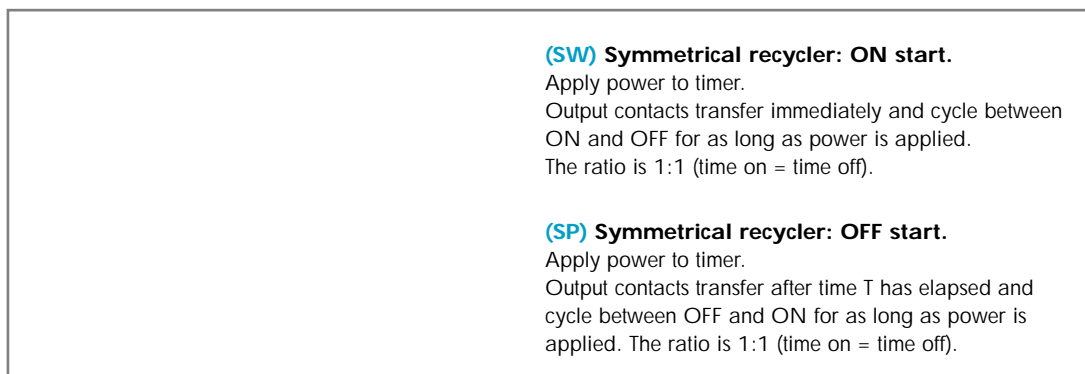 (SW) Symmetrical recycler: ON start.
Apply power to timer.
Output contacts transfer immediately and cycle between
ON and OFF for as long as power is applied.
The ratio is 1:1 (time on = time off).
(SP) Symmetrical recycler: OFF start.
Apply power to timer.
Output contacts transfer after time T has elapsed and
cycle between OFF and ON for as long as power is
applied. The ratio is 1:1 (time on = time off).